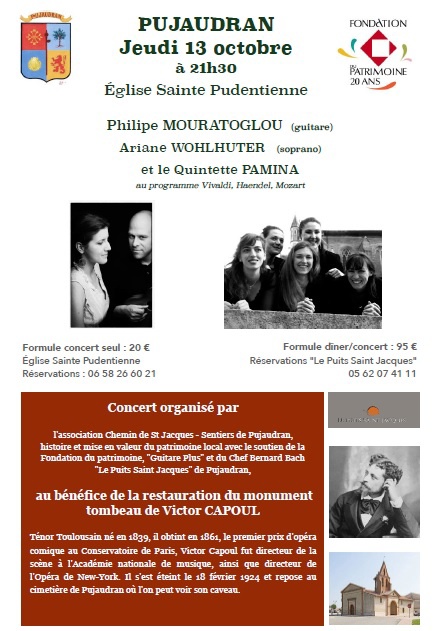 PUJAUDRAN
FONDATION
DU
PATRIMOINE
20 ANS
PUJAUDRAN
Jeudi 13 octobre
à 21h30
Église Sainte Pudentienne
Philipe MOURATOGLOU (guitare)
Ariane WOHLHUTER (soprano)
et le Quintette PAMINA
au programme Vivaldi, Haendel, Mozart
Formule concert seul : 20 €
Église Sainte Pudentienne
Réservations : 06 58 26 60 21
Formule diner/concert : 95 €
Réservations "Le Puits Saint Jacques"
05 62 07 41 11
Concert organisé par
l'association Chemin de St Jacques - Sentiers de Pujaudran,
histoire et mise en valeur du patrimoine local avec le soutien de la
Fondation du patrimoine, "Guitare Plus" et du Chef Bernard Bach
"Le Puits Saint Jacques" de Pujaudran,
au bénéfice de la restauration du monument
tombeau de Victor CAPOUL
Ténor Toulousain né en 1839, il obtint en 1861, le premier prix d'opéra
comique au Conservatoire de Paris, Victor Capoul fut directeur de la
scène à l'Académie nationale de musique, ainsi que directeur de
l'Opéra de New-York. Il s'est éteint le 18 février 1924 et repose au
cimetière de Pujaudran où l'on peut voir son caveau.